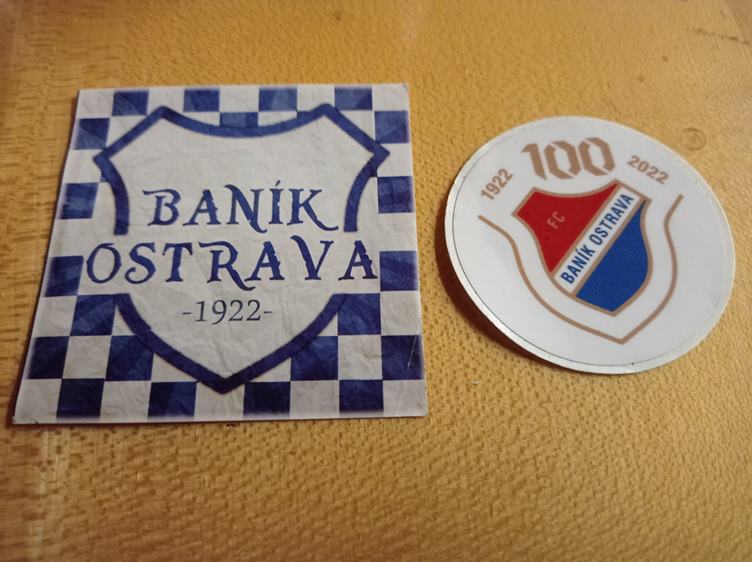 BANÍK
OSTRAVA
-1922-
1922 100 2022
FC
BANÍK OSTRAVA